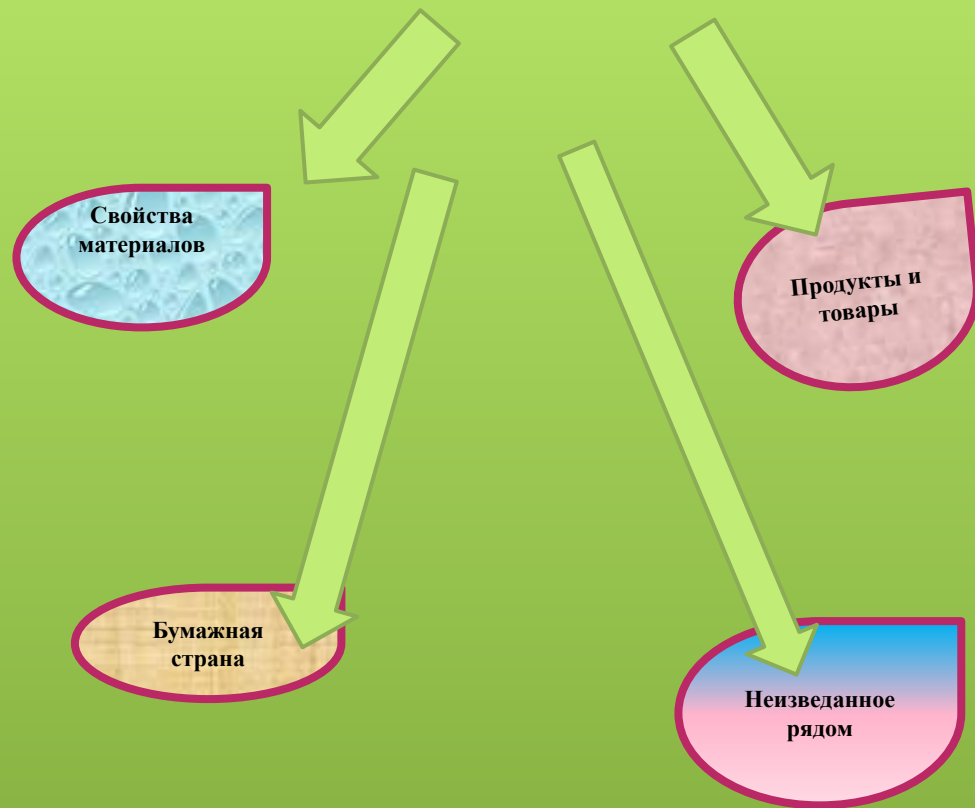 Свойства
материалов
Продукты и
товары
Бумажная
страна
Неизведанное
рядом